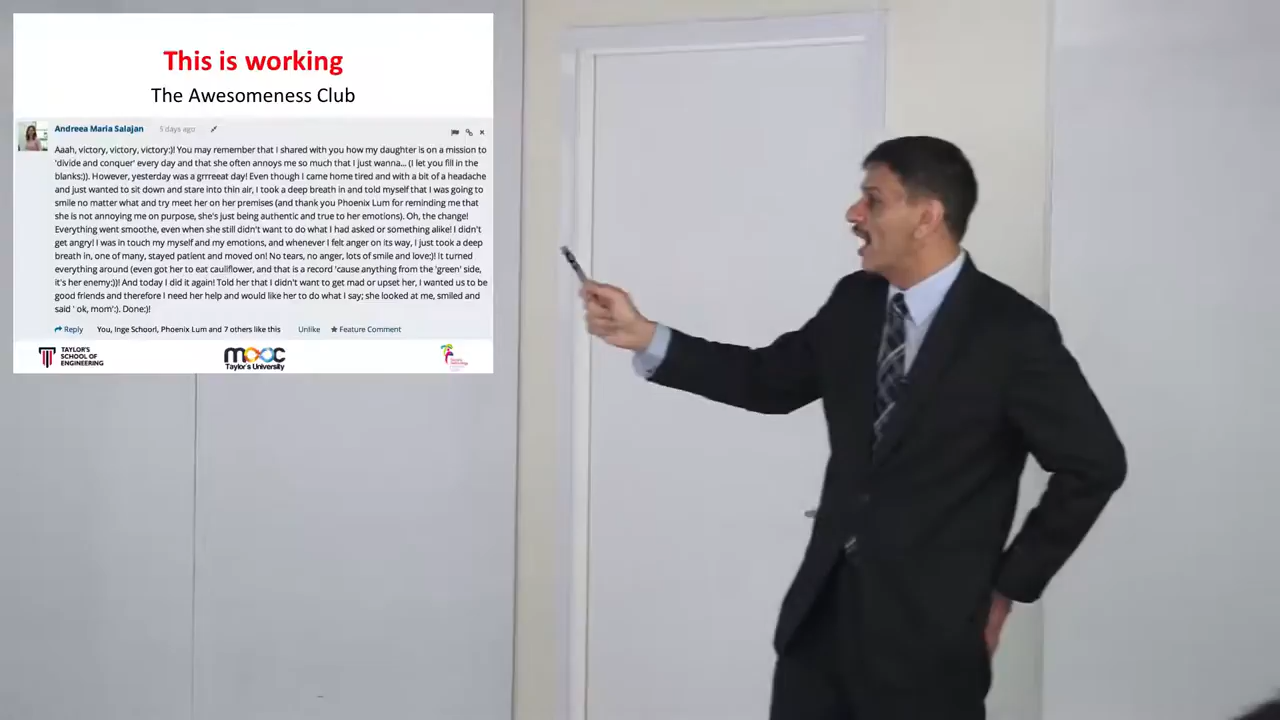 This is working
The Awesomeness Club
Andreea Maria Salajan 5 days ago
Aaah, victory, victory, victory:)! You may remember that I shared with you how my daughter is on a mission to
'divide and conquer' every day and that she often annoys me so much that I just wanna... (I let you fill in the
blanks:)). However, yesterday was a grrreeat day! Even though I came home tired and with a bit of a headache
and just wanted to sit down and stare into thin air, I took a deep breath in and told myself that I was going to
smile no matter what and try meet her on her premises (and thank you Phoenix Lum for reminding me that
she is not annoying me on purpose, she's just being authentic and true to her emotions). Oh, the change!
Everything went smoothe, even when she still didn't want to do what I had asked or something alike! I didn't
get angry! I was in touch my myself and my emotions, and whenever I felt anger on its way, I just took a deep
breath in, one of many, stayed patient and moved on! No tears, no anger, lots of smile and love:)! It turned
everything around (even got her to eat cauliflower, and that is a record 'cause anything from the 'green' side,
it's her enemy:))! And today I did it again! Told her that I didn't want to get mad or upset her, I wanted us to be
good friends and therefore I need her help and would like her to do what I say; she looked at me, smiled and
said ' ok, mom':). Done:)!
Reply You, Inge Schoorl, Phoenix Lum and 7 others like this Unlike Feature Comment
TAYLOR'S
SCHOOL OF
ENGINEERING
mooc
Taylor's University